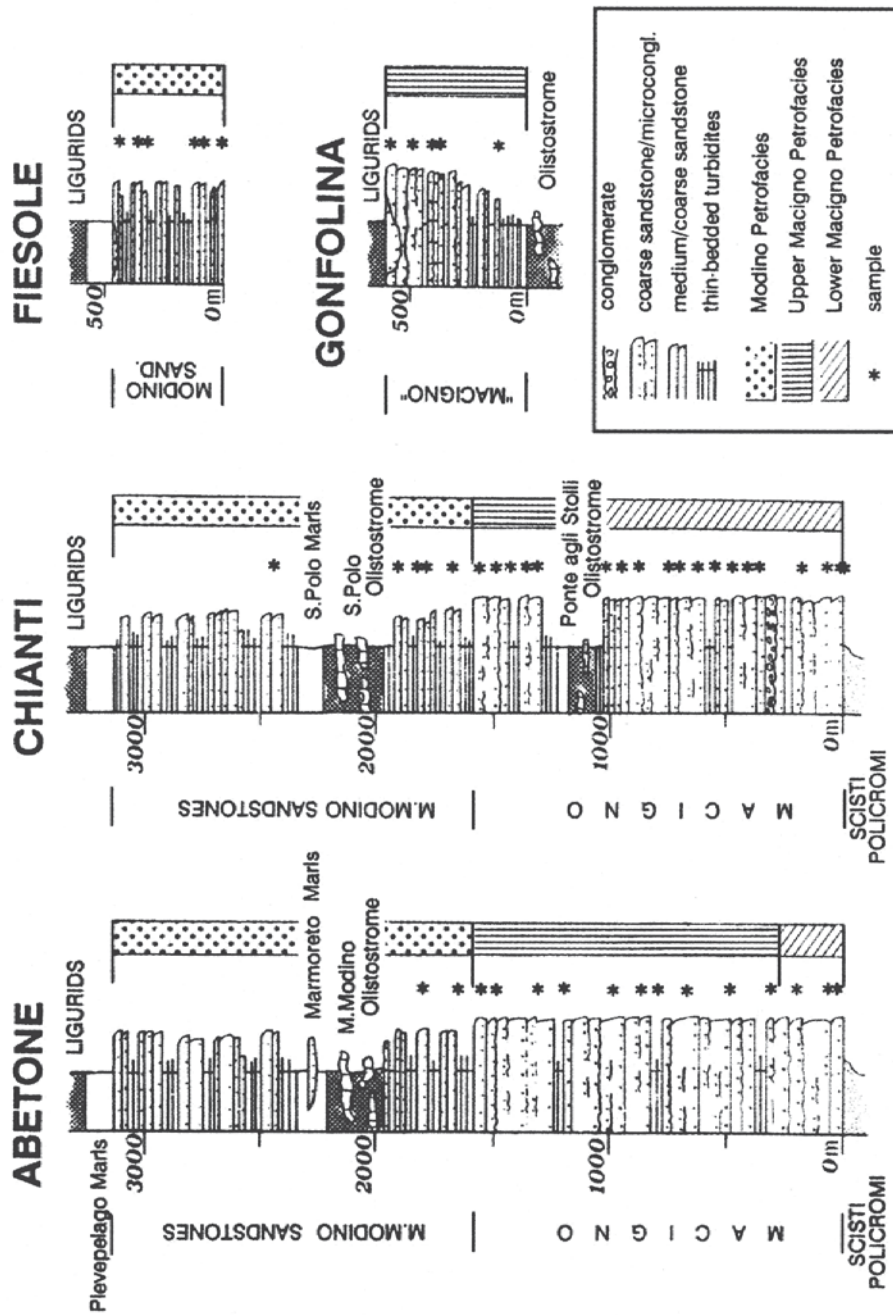 ABETONE
Plevepelago Marls
LIGURIDS
3000
2000
1000
0m
M.MODINO SANDSTONES
MACIGNO
SCISTI
POLICROMI
Marmoreto Marls
M.Modino
Olistostrome
CHIANTI
LIGURIDS
3000
2000
1000
0m
M.MODINO SANDSTONES
MACIGNO
SCISTI
POLICROMI
S.Polo Marls
S.Polo
Olistostrome
Ponte agli Stolli
Olistostrome
FIESOLE
LIGURIDS
500
0m
MODINO
SAND.
GONFOLINA
LIGURIDS
500
0m
"MACIGNO"
Olistostrome
conglomerate
coarse sandstone/microcongl.
medium/coarse sandstone
thin-bedded turbidites
Modino Petrofacies
Upper Macigno Petrofacies
Lower Macigno Petrofacies
* sample